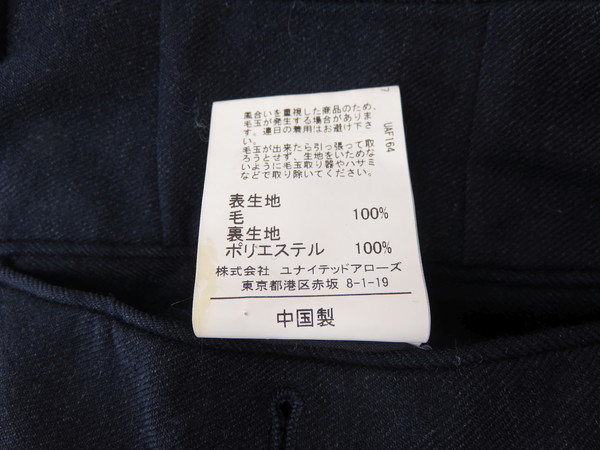 風合いを重視した商品のため、
毛玉が発生する場合がありま
す。連日の着用はお避け下さ
い。
毛玉が出来たら引っ張って取
ろうとせず、生地をいためな
いように毛玉取り器やハサミ
などで取り除いてください。
表生地
毛 100%
裏生地
ポリエステル 100%
株式会社 ユナイテッドアローズ
東京都港区赤坂 8-1-19
中国製
7
UAF164